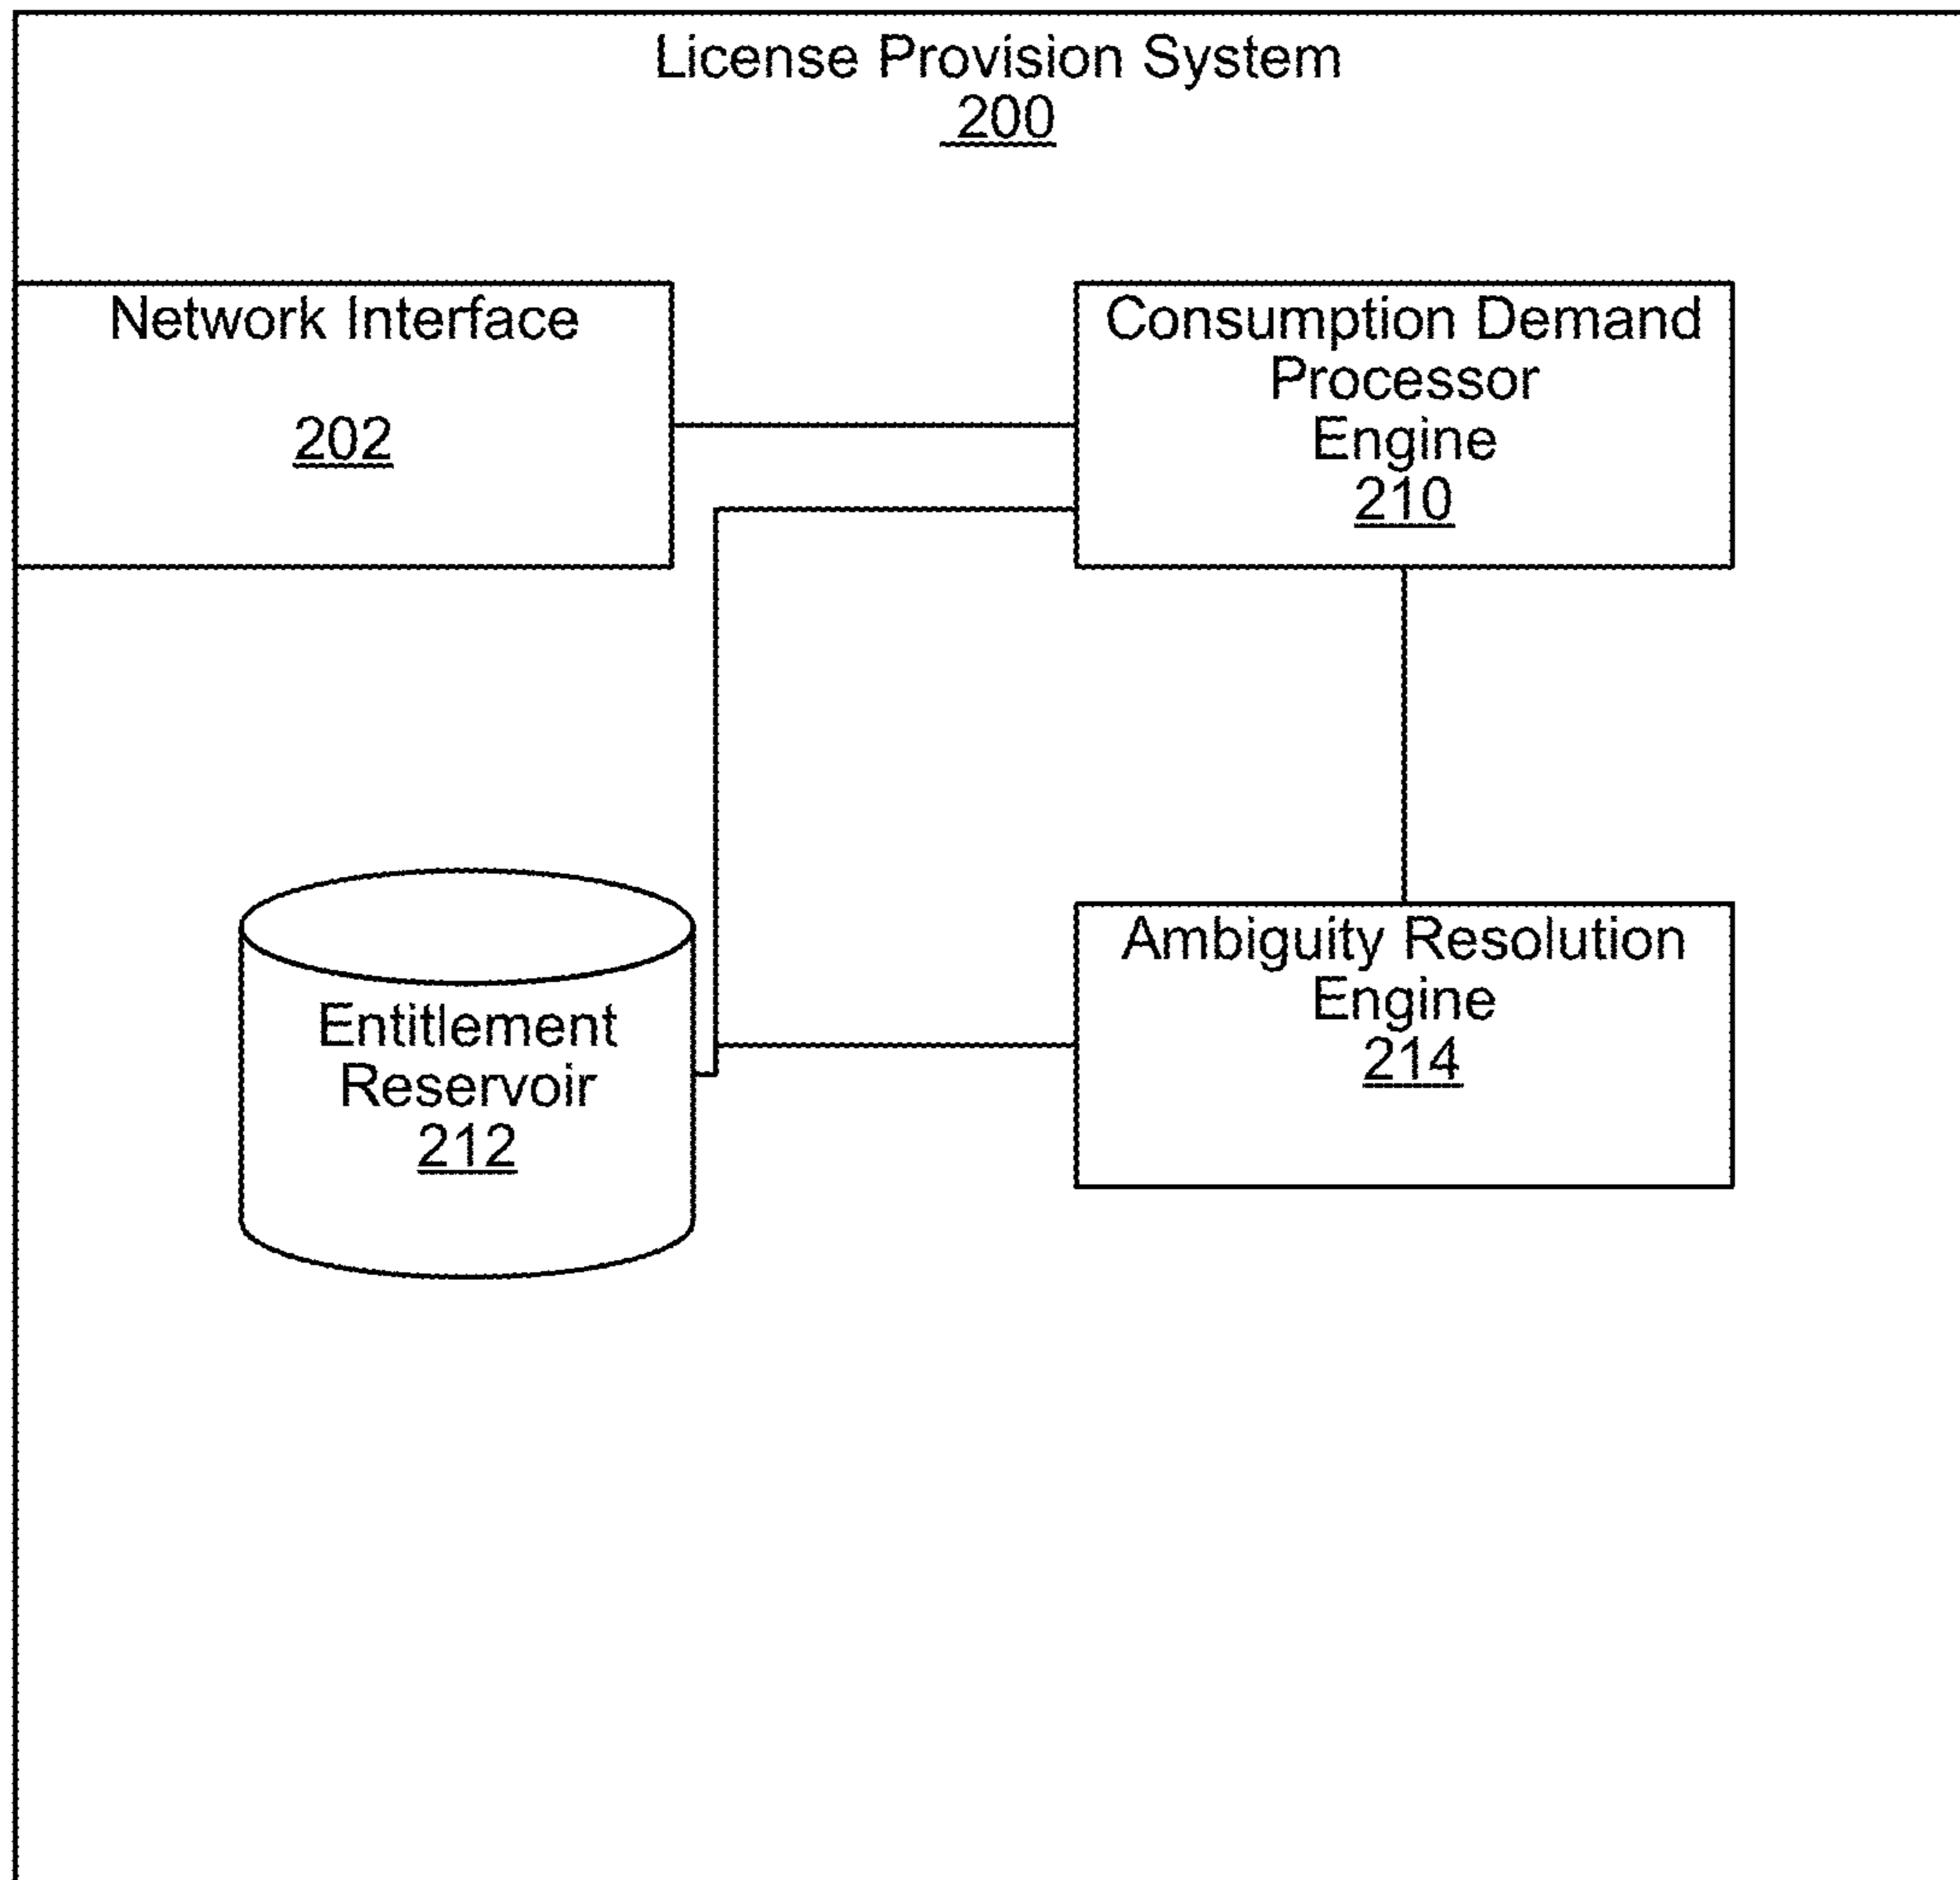 License Provision System
200
Network Interface
202
Consumption Demand
Processor
Engine
210
Entitlement
Reservoir
212
Ambiguity Resolution
Engine
214